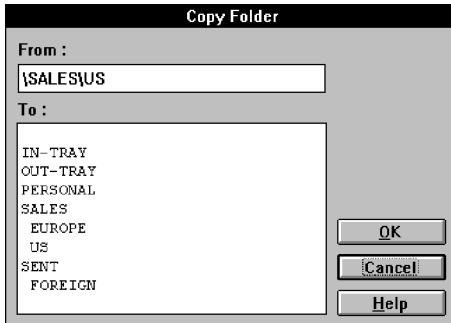 Copy Folder
From :
\SALES\US
To :
IN-TRAY
OUT-TRAY
PERSONAL
SALES
EUROPE
US
SENT
FOREIGN
OK
Cancel
Help